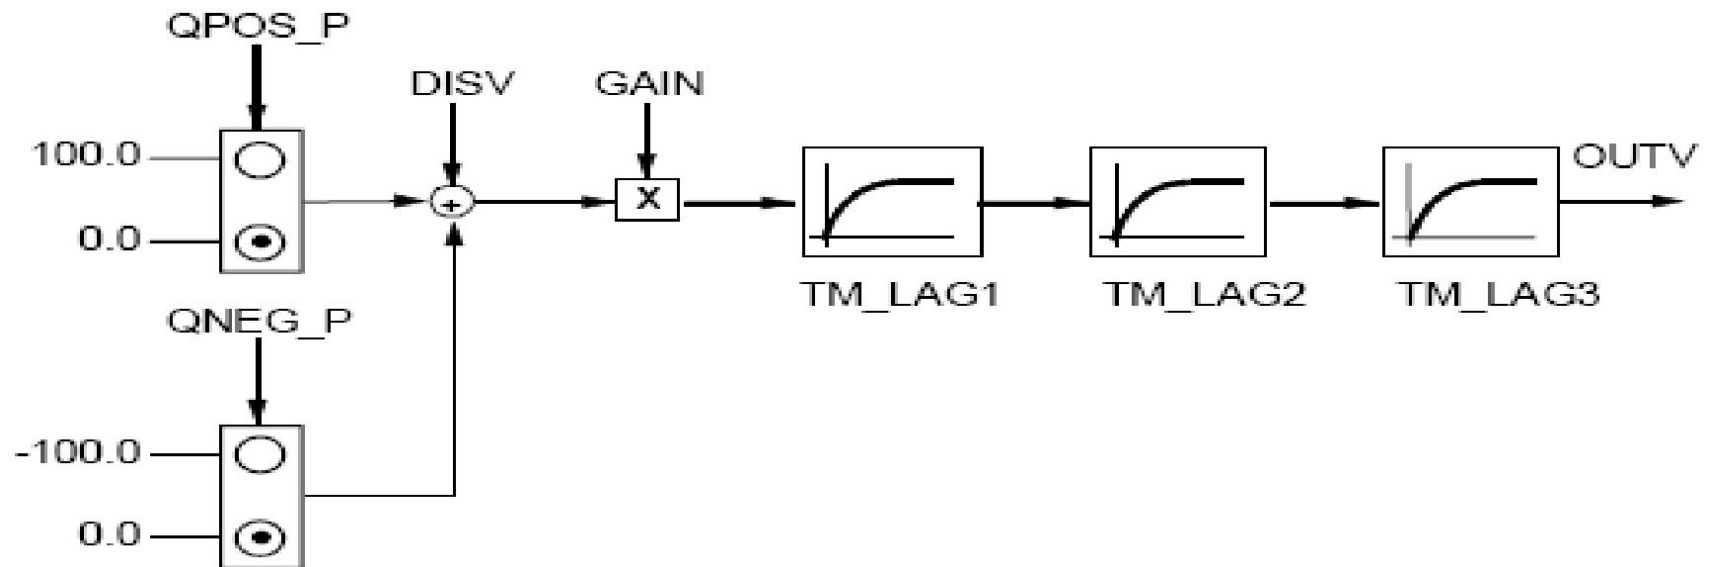 QPOS_P
DISV
GAIN
100.0
OUTV
+
X
0.0
TM_LAG1
TM_LAG2
TM_LAG3
QNEG_P
-100.0
0.0